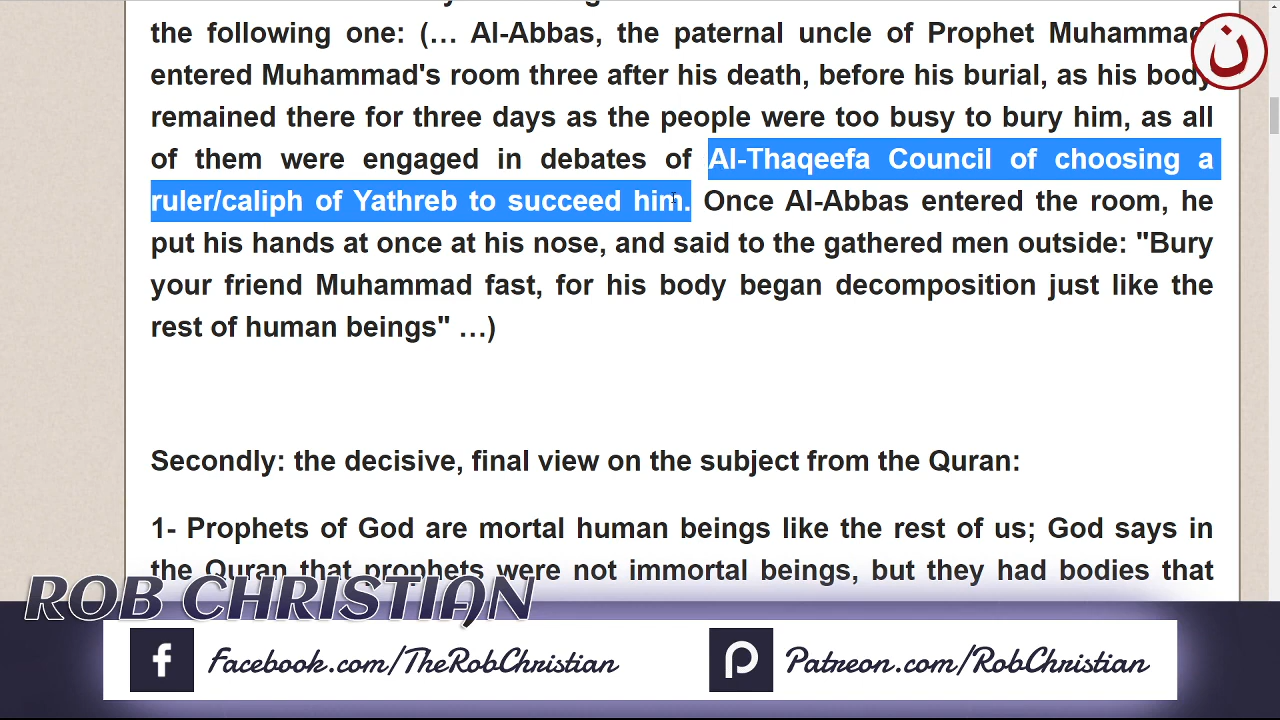 the following one: (… Al-Abbas, the paternal uncle of Prophet Muhammad
entered Muhammad's room three after his death, before his burial, as his body
remained there for three days as the people were too busy to bury him, as all
of them were engaged in debates of Al-Thaqeefa Council of choosing a
ruler/caliph of Yathreb to succeed him. Once Al-Abbas entered the room, he
put his hands at once at his nose, and said to the gathered men outside: "Bury
your friend Muhammad fast, for his body began decomposition just like the
rest of human beings" …)
Secondly: the decisive, final view on the subject from the Quran:
1- Prophets of God are mortal human beings like the rest of us; God says in
the Quran that prophets were not immortal beings, but they had bodies that
ROB CHRISTIAN
Facebook.com/TheRobChristian
Patreon.com/RobChristian
ن